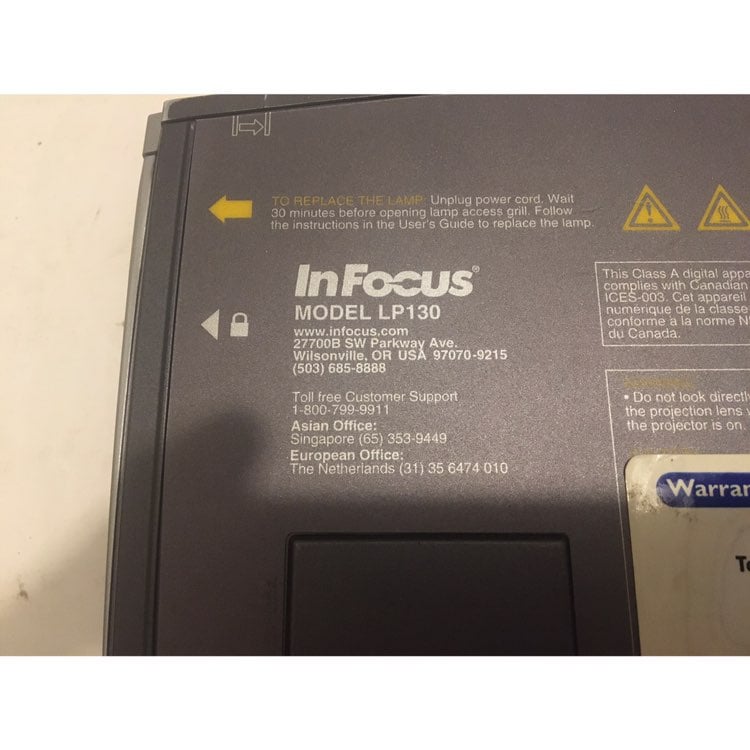 TO REPLACE THE LAMP: Unplug power cord. Wait
30 minutes before opening lamp access grill. Follow
the instructions in the User's Guide to replace the lamp.
InFocus®
MODEL LP130
www.infocus.com
27700B SW Parkway Ave.
Wilsonville, OR USA 97070-9215
(503) 685-8888
Toll free Customer Support
1-800-799-9911
Asian Office:
Singapore (65) 353-9449
European Office:
The Netherlands (31) 35 6474 010
This Class A digital
complies with Canadian
ICES-003. Cet appareil
numerique de la classe
conforme à la norme
du Canada.
• Do not look
the projection lens
the projector is on.